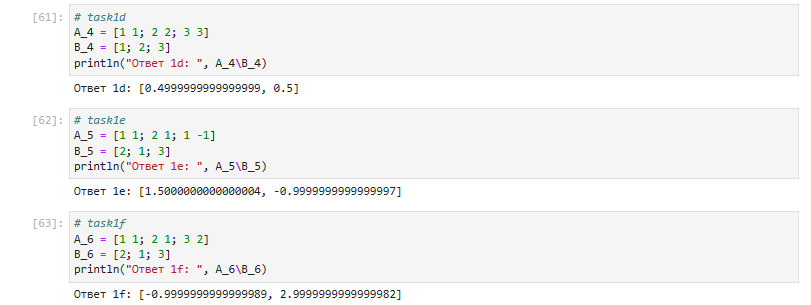 [61]: # task1d
A_4 = [1 1; 2 2; 3 3]
B_4 = [1; 2; 3]
println("Ответ 1d: ", A_4\B_4)
Ответ 1d: [0.4999999999999999, 0.5]
[62]: # task1e
A_5 = [1 1; 2 1; 1 -1]
B_5 = [2; 1; 3]
println("Ответ 1e: ", A_5\B_5)
Ответ 1e: [1.5000000000000004, -0.9999999999999997]
[63]: # task1f
A_6 = [1 1; 2 1; 3 2]
B_6 = [2; 1; 3]
println("Ответ 1f: ", A_6\B_6)
Ответ 1f: [-0.9999999999999989, 2.9999999999999982]